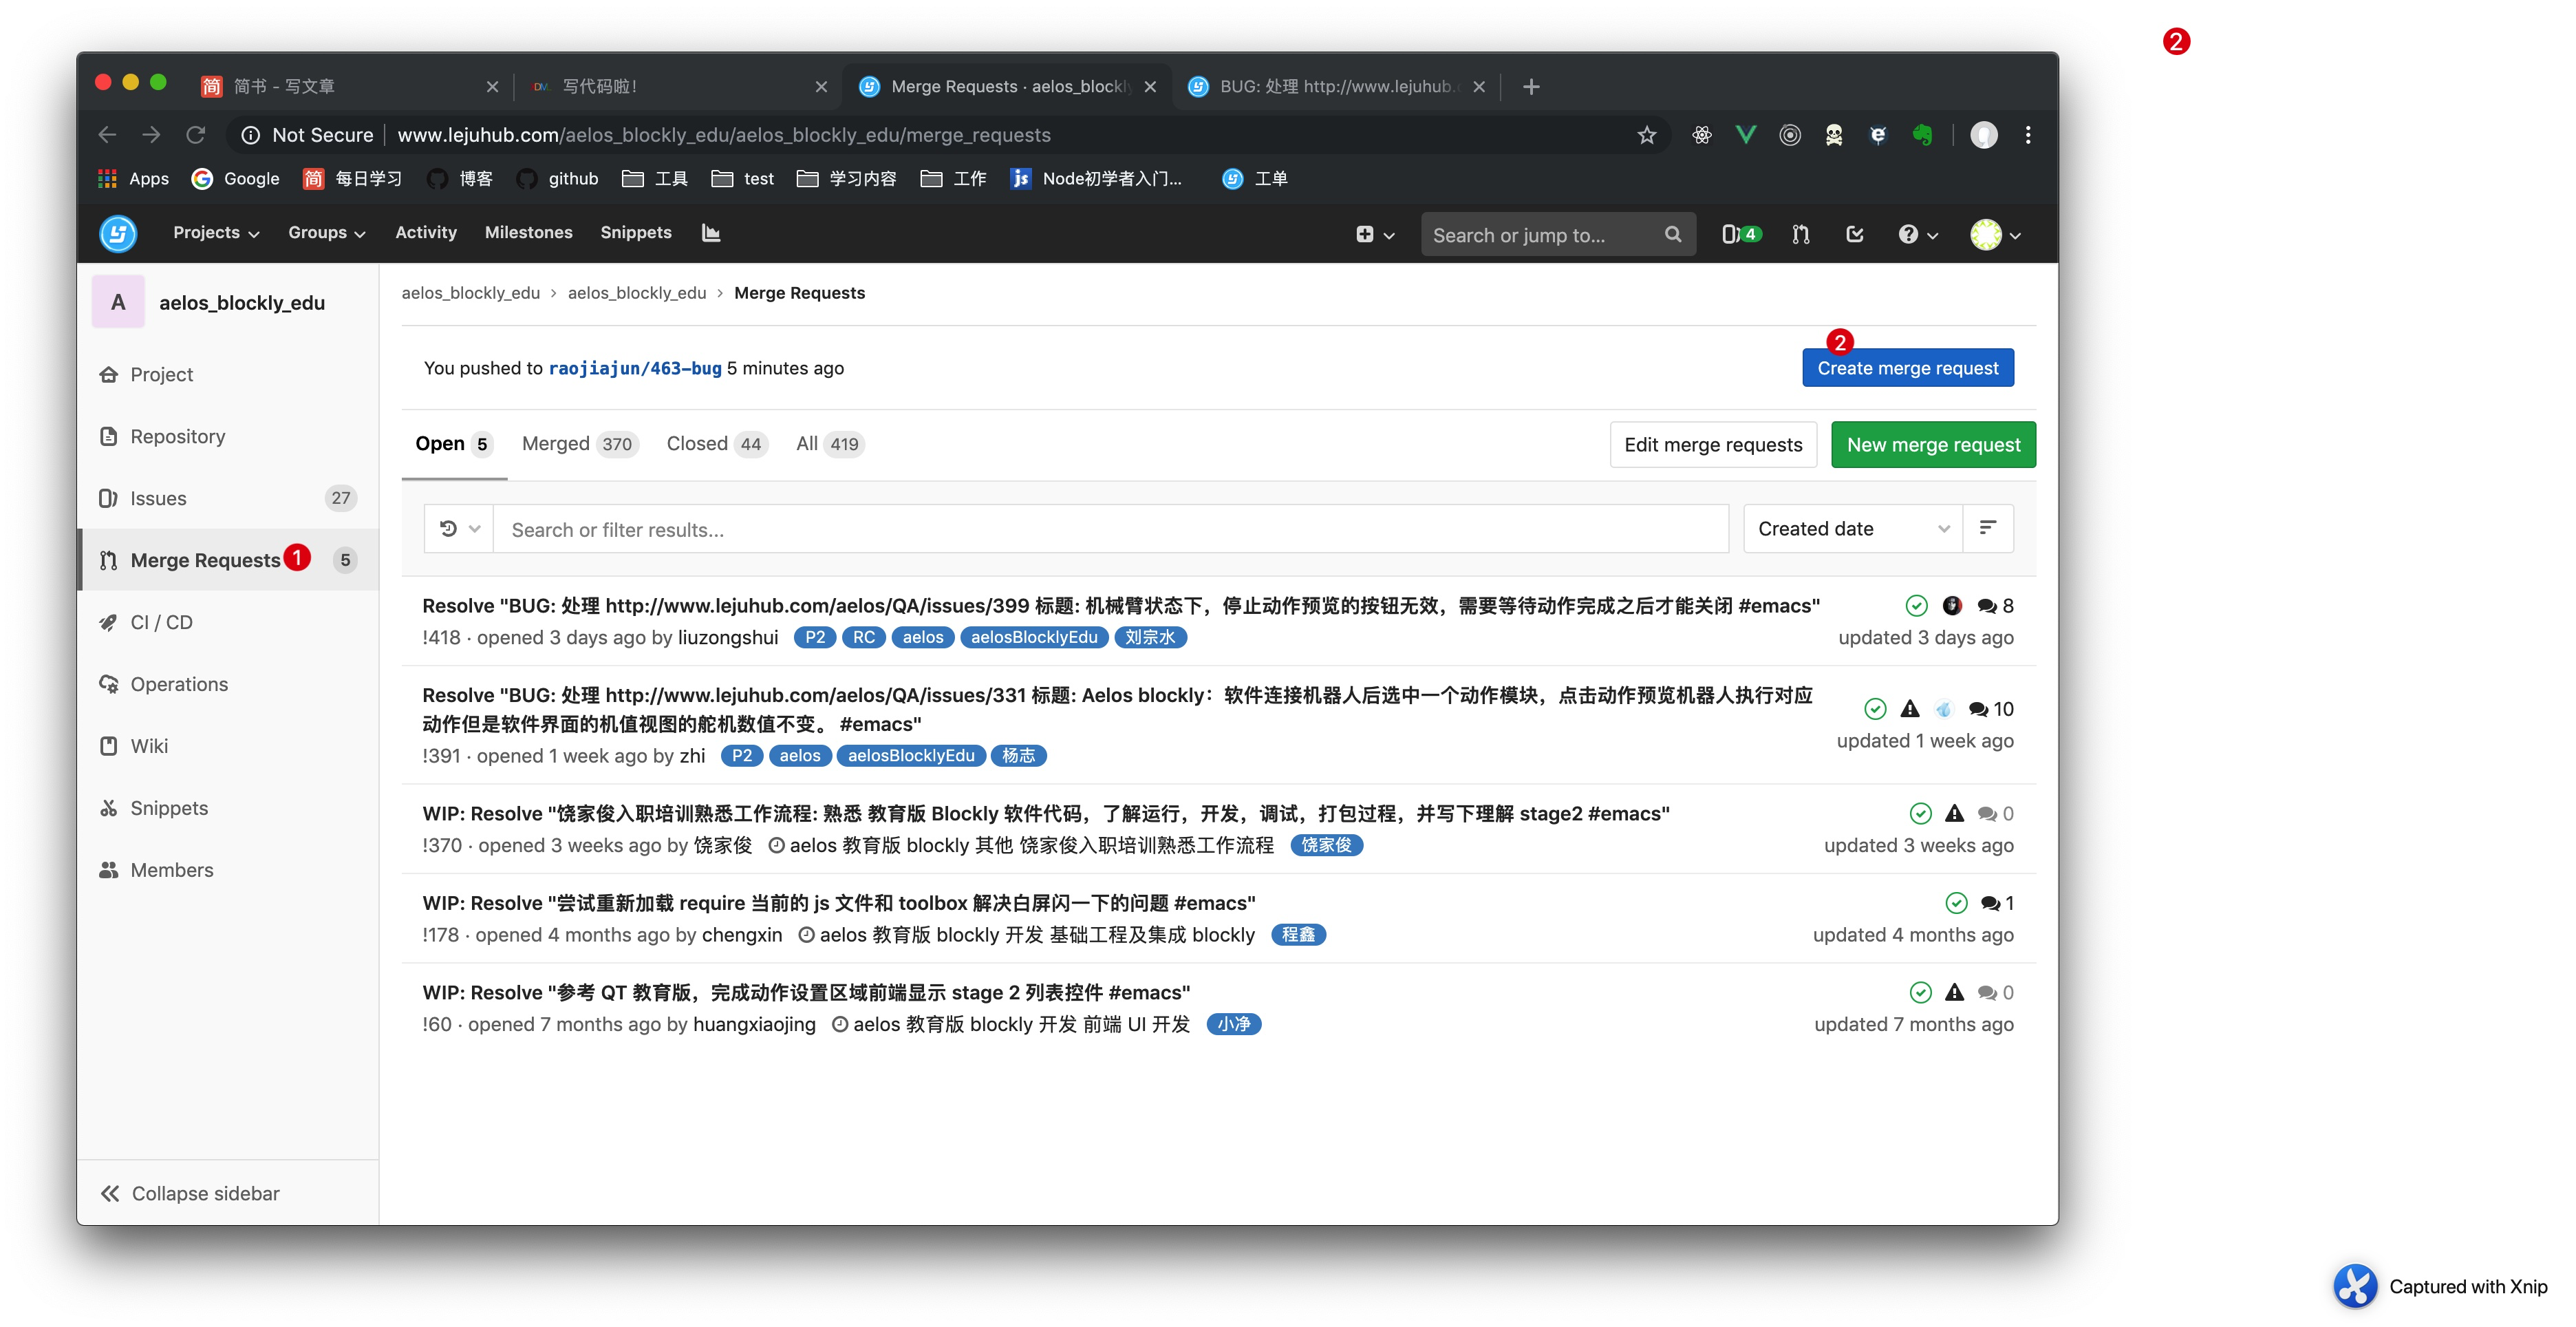 2
简 简书 - 写文章
DM 写代码啦!
Merge Requests · aelos_blockly
BUG: 处理 http://www.lejuhub.c
Not Secure www.lejuhub.com/aelos_blockly_edu/aelos_blockly_edu/merge_requests
Apps Google 简 每日学习 博客 github 工具 test 学习内容 工作 js Node初学者入门... 工单
Projects Groups Activity Milestones Snippets Search or jump to... 4
A aelos_blockly_edu
Project
Repository
Issues 27
Merge Requests 1 5
CI / CD
Operations
Wiki
Snippets
Members
Collapse sidebar
aelos_blockly_edu › aelos_blockly_edu › Merge Requests
2
You pushed to raojiajun/463-bug 5 minutes ago Create merge request
Open 5 Merged 370 Closed 44 All 419 Edit merge requests New merge request
Search or filter results... Created date
Resolve "BUG: 处理 http://www.lejuhub.com/aelos/QA/issues/399 标题: 机械臂状态下，停止动作预览的按钮无效，需要等待动作完成之后才能关闭 #emacs" 8
!418 · opened 3 days ago by liuzongshui P2 RC aelos aelosBlocklyEdu 刘宗水 updated 3 days ago
Resolve "BUG: 处理 http://www.lejuhub.com/aelos/QA/issues/331 标题: Aelos blockly：软件连接机器人后选中一个动作模块，点击动作预览机器人执行对应
动作但是软件界面的机值视图的舵机数值不变。 #emacs" 10
!391 · opened 1 week ago by zhi P2 aelos aelosBlocklyEdu 杨志 updated 1 week ago
WIP: Resolve "饶家俊入职培训熟悉工作流程: 熟悉 教育版 Blockly 软件代码，了解运行，开发，调试，打包过程，并写下理解 stage2 #emacs" 0
!370 · opened 3 weeks ago by 饶家俊 aelos 教育版 blockly 其他 饶家俊入职培训熟悉工作流程 饶家俊 updated 3 weeks ago
WIP: Resolve "尝试重新加载 require 当前的 js 文件和 toolbox 解决白屏闪一下的问题 #emacs" 1
!178 · opened 4 months ago by chengxin aelos 教育版 blockly 开发 基础工程及集成 blockly 程鑫 updated 4 months ago
WIP: Resolve "参考 QT 教育版，完成动作设置区域前端显示 stage 2 列表控件 #emacs" 0
!60 · opened 7 months ago by huangxiaojing aelos 教育版 blockly 开发 前端 UI 开发 小净 updated 7 months ago
Captured with Xnip